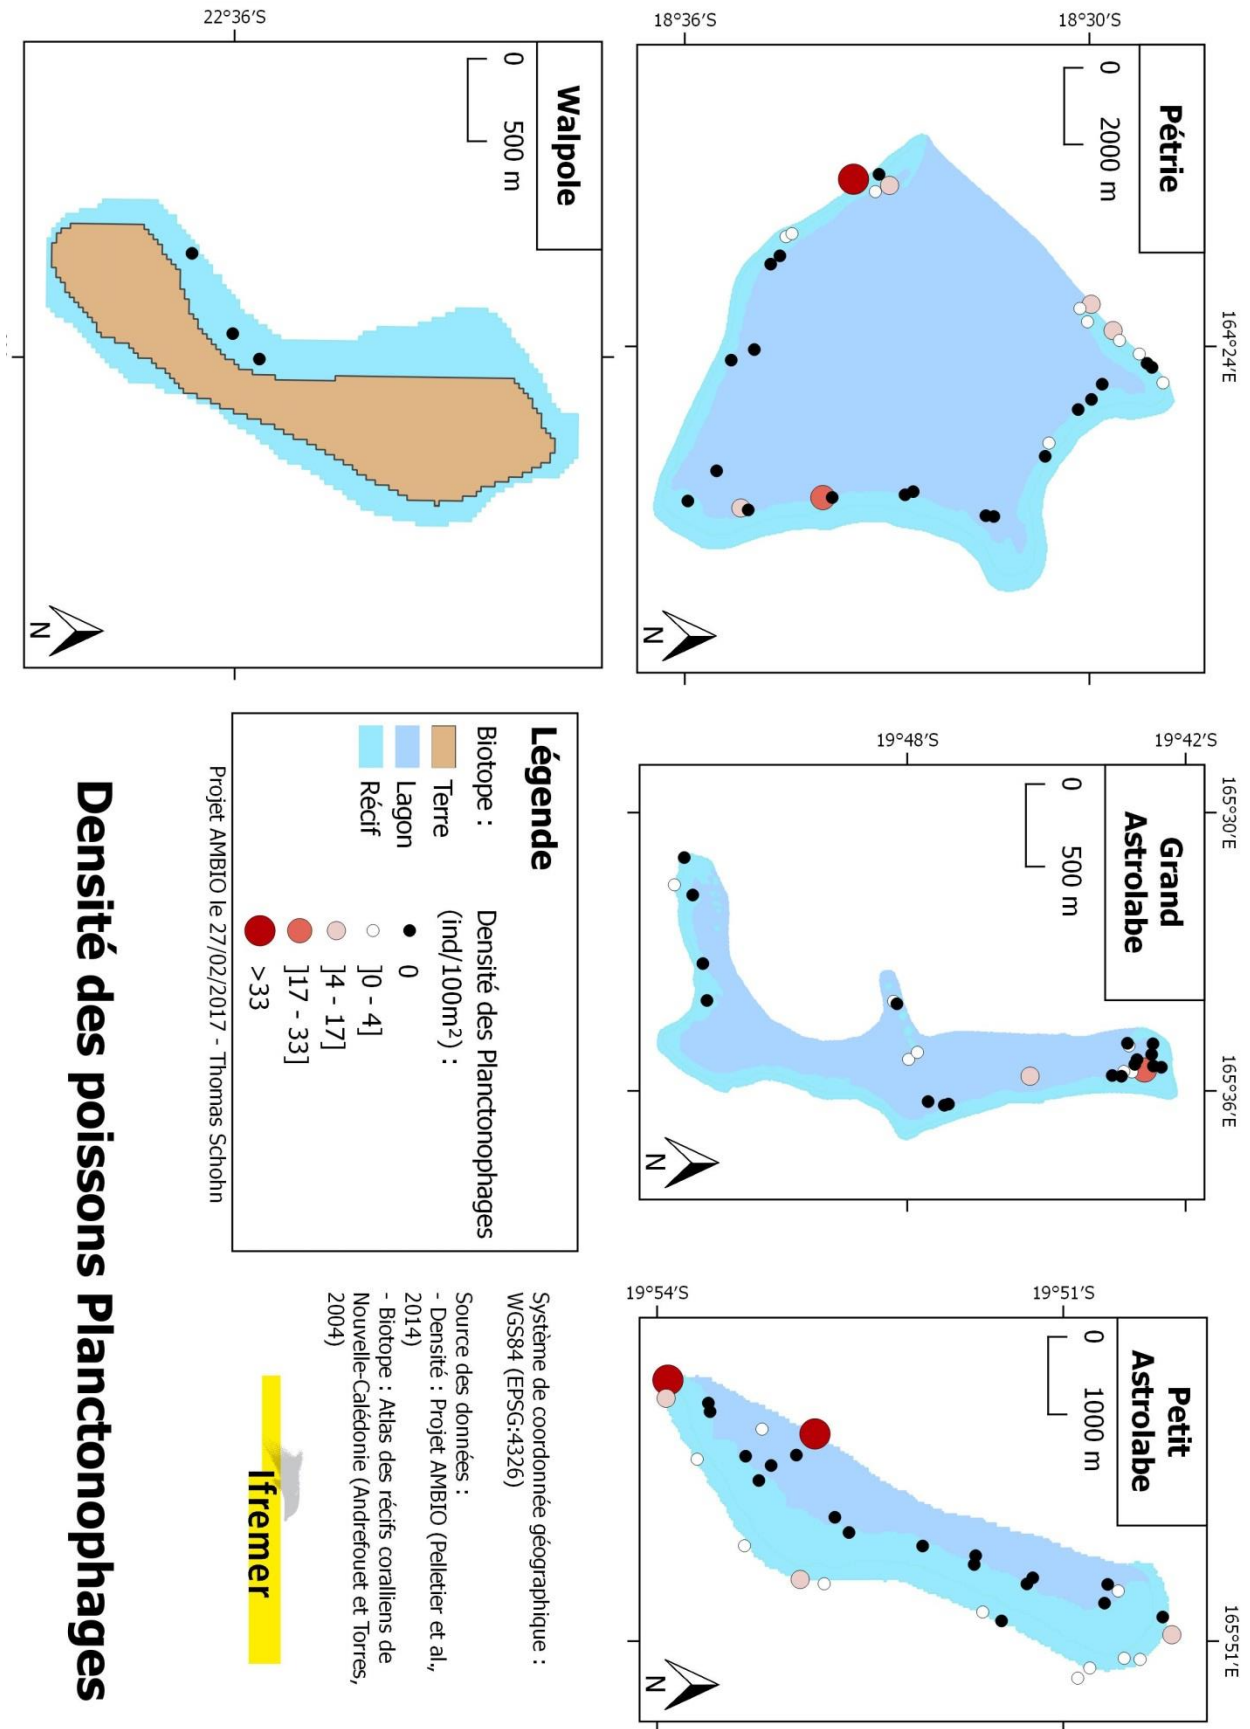 Pétrie
0 2000 m
18°36'S
18°30'S
164°24'E
N
Grand
Astrolabe
0 500 m
19°48'S
19°42'S
165°30'E
165°36'E
N
Petit
Astrolabe
0 1000 m
19°54'S
19°51'S
165°51'E
N
Walpole
0 500 m
22°36'S
N
Légende
Biotope :
Terre
Lagon
Récif
Densité des Planctonophages
(ind/100m²) :
0
]0 - 4]
]4 - 17]
]17 - 33]
>33
Projet AMBIO le 27/02/2017 - Thomas Schohn
Système de coordonnée géographique :
WGS84 (EPSG:4326)
Source des données :
- Densité : Projet AMBIO (Pelletier et al.,
2014)
- Biotope : Atlas des récifs coralliens de
Nouvelle-Calédonie (Andrefouet et Torres,
2004)
Ifremer
Densité des poissons Planctonophages